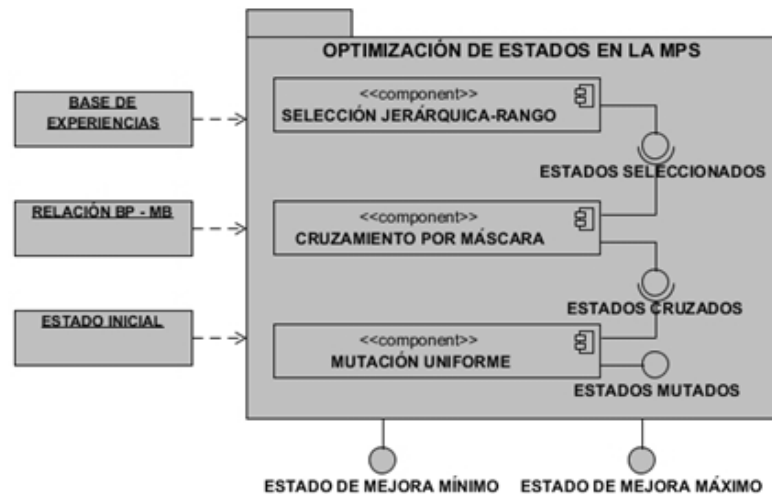 OPTIMIZACIÓN DE ESTADOS EN LA MPS
BASE DE
EXPERIENCIAS
<<component>>
SELECCIÓN JERÁRQUICA-RANGO
ESTADOS SELECCIONADOS
RELACIÓN BP - MB
<<component>>
CRUZAMIENTO POR MÁSCARA
ESTADOS CRUZADOS
ESTADO INICIAL
<<component>>
MUTACIÓN UNIFORME
ESTADOS MUTADOS
ESTADO DE MEJORA MÍNIMO
ESTADO DE MEJORA MÁXIMO